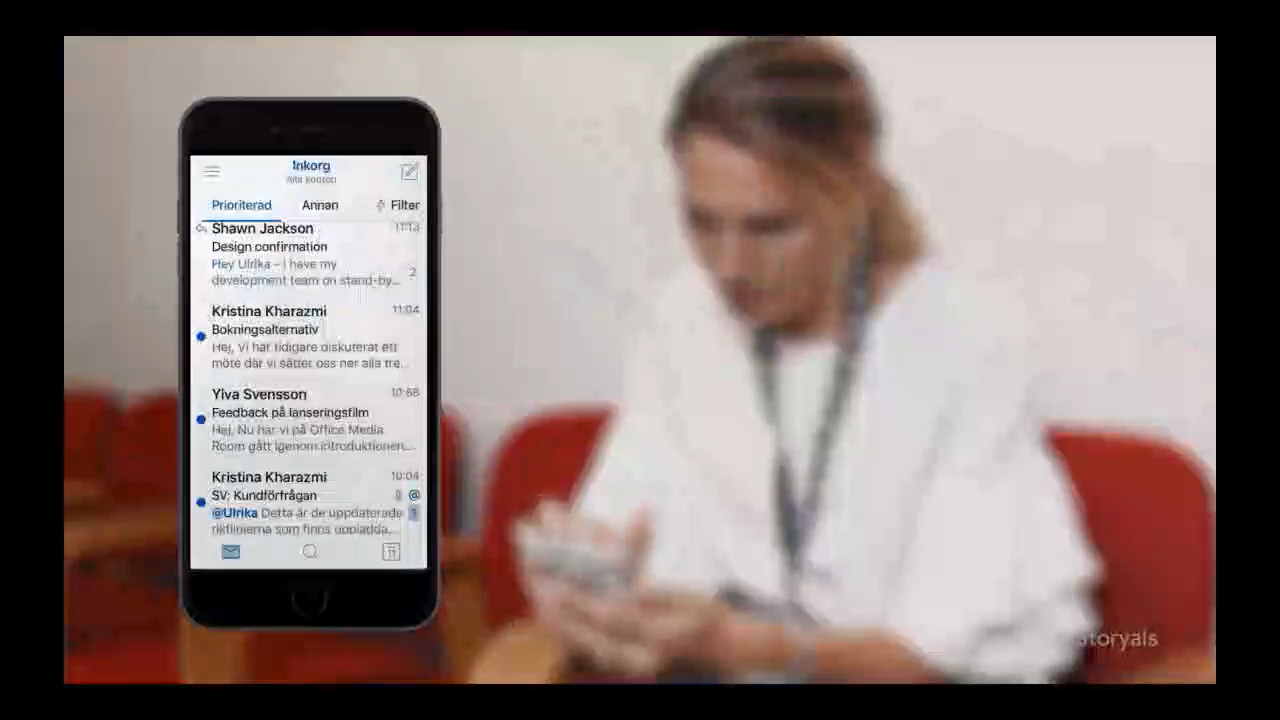 Inkorg
Alla konton
Prioriterad Annan Filter
Shawn Jackson 11:13
Design confirmation
Hey Ulrika - I have my
development team on stand-by... 2
Kristina Kharazmi 11:04
Bokningsalternativ
Hej, Vi har tidigare diskuterat ett
möte där vi sätter oss ner alla tre...
Ylva Svensson
Feedback på lanseringsfilm
Hej, Nu har vi på Office Media
Room gått igenom introduktionen...
Kristina Kharazmi 10:04
SV: Kundförfrågan @
@Ulrika Detta är de uppdaterade
riktlinjerna som finns uppladda...
Storyals